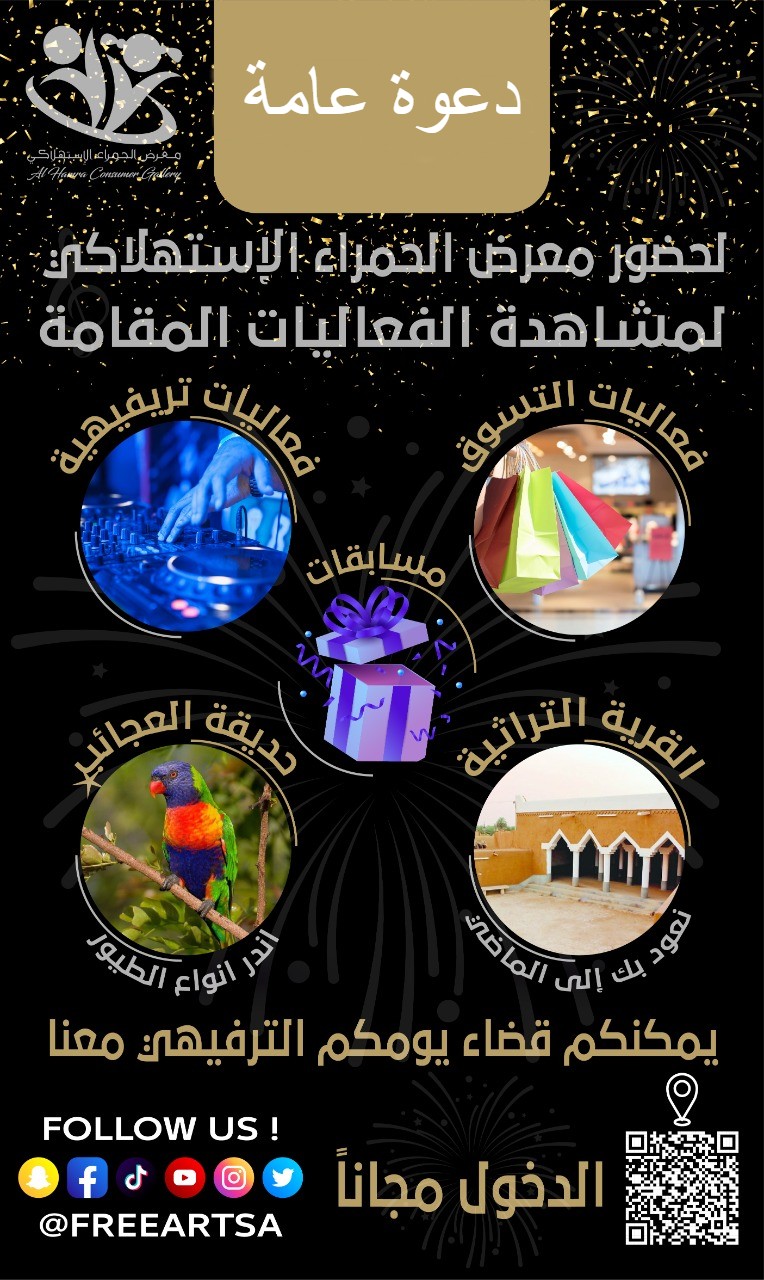 دعوة عامة
معرض الحمراء الإستهلاكي
Al Hamra Consumer Gallery
لحضور معرض الحمراء الإستهلاكي
لمشاهدة الفعاليات المقامة
فعاليات التسوق
فعاليات تريفيهية
مسابقات
القرية التراثية
نعود بك إلى الماضي
حديقة العجائب
اندر انواع الطيور
يمكنكم قضاء يومكم الترفيهي معنا
الدخول مجاناً
FOLLOW US !
@FREEARTSA